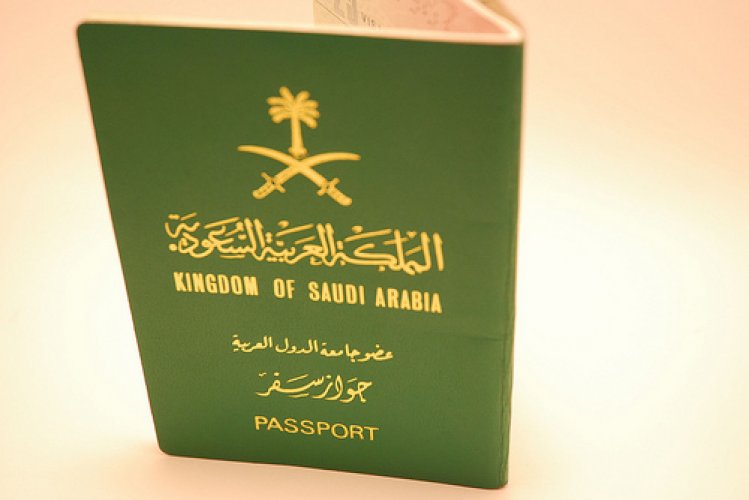 المملكة العربية السعودية
KINGDOM OF SAUDI ARABIA
عضو جامعة الدول العربية
جواز سفر
PASSPORT